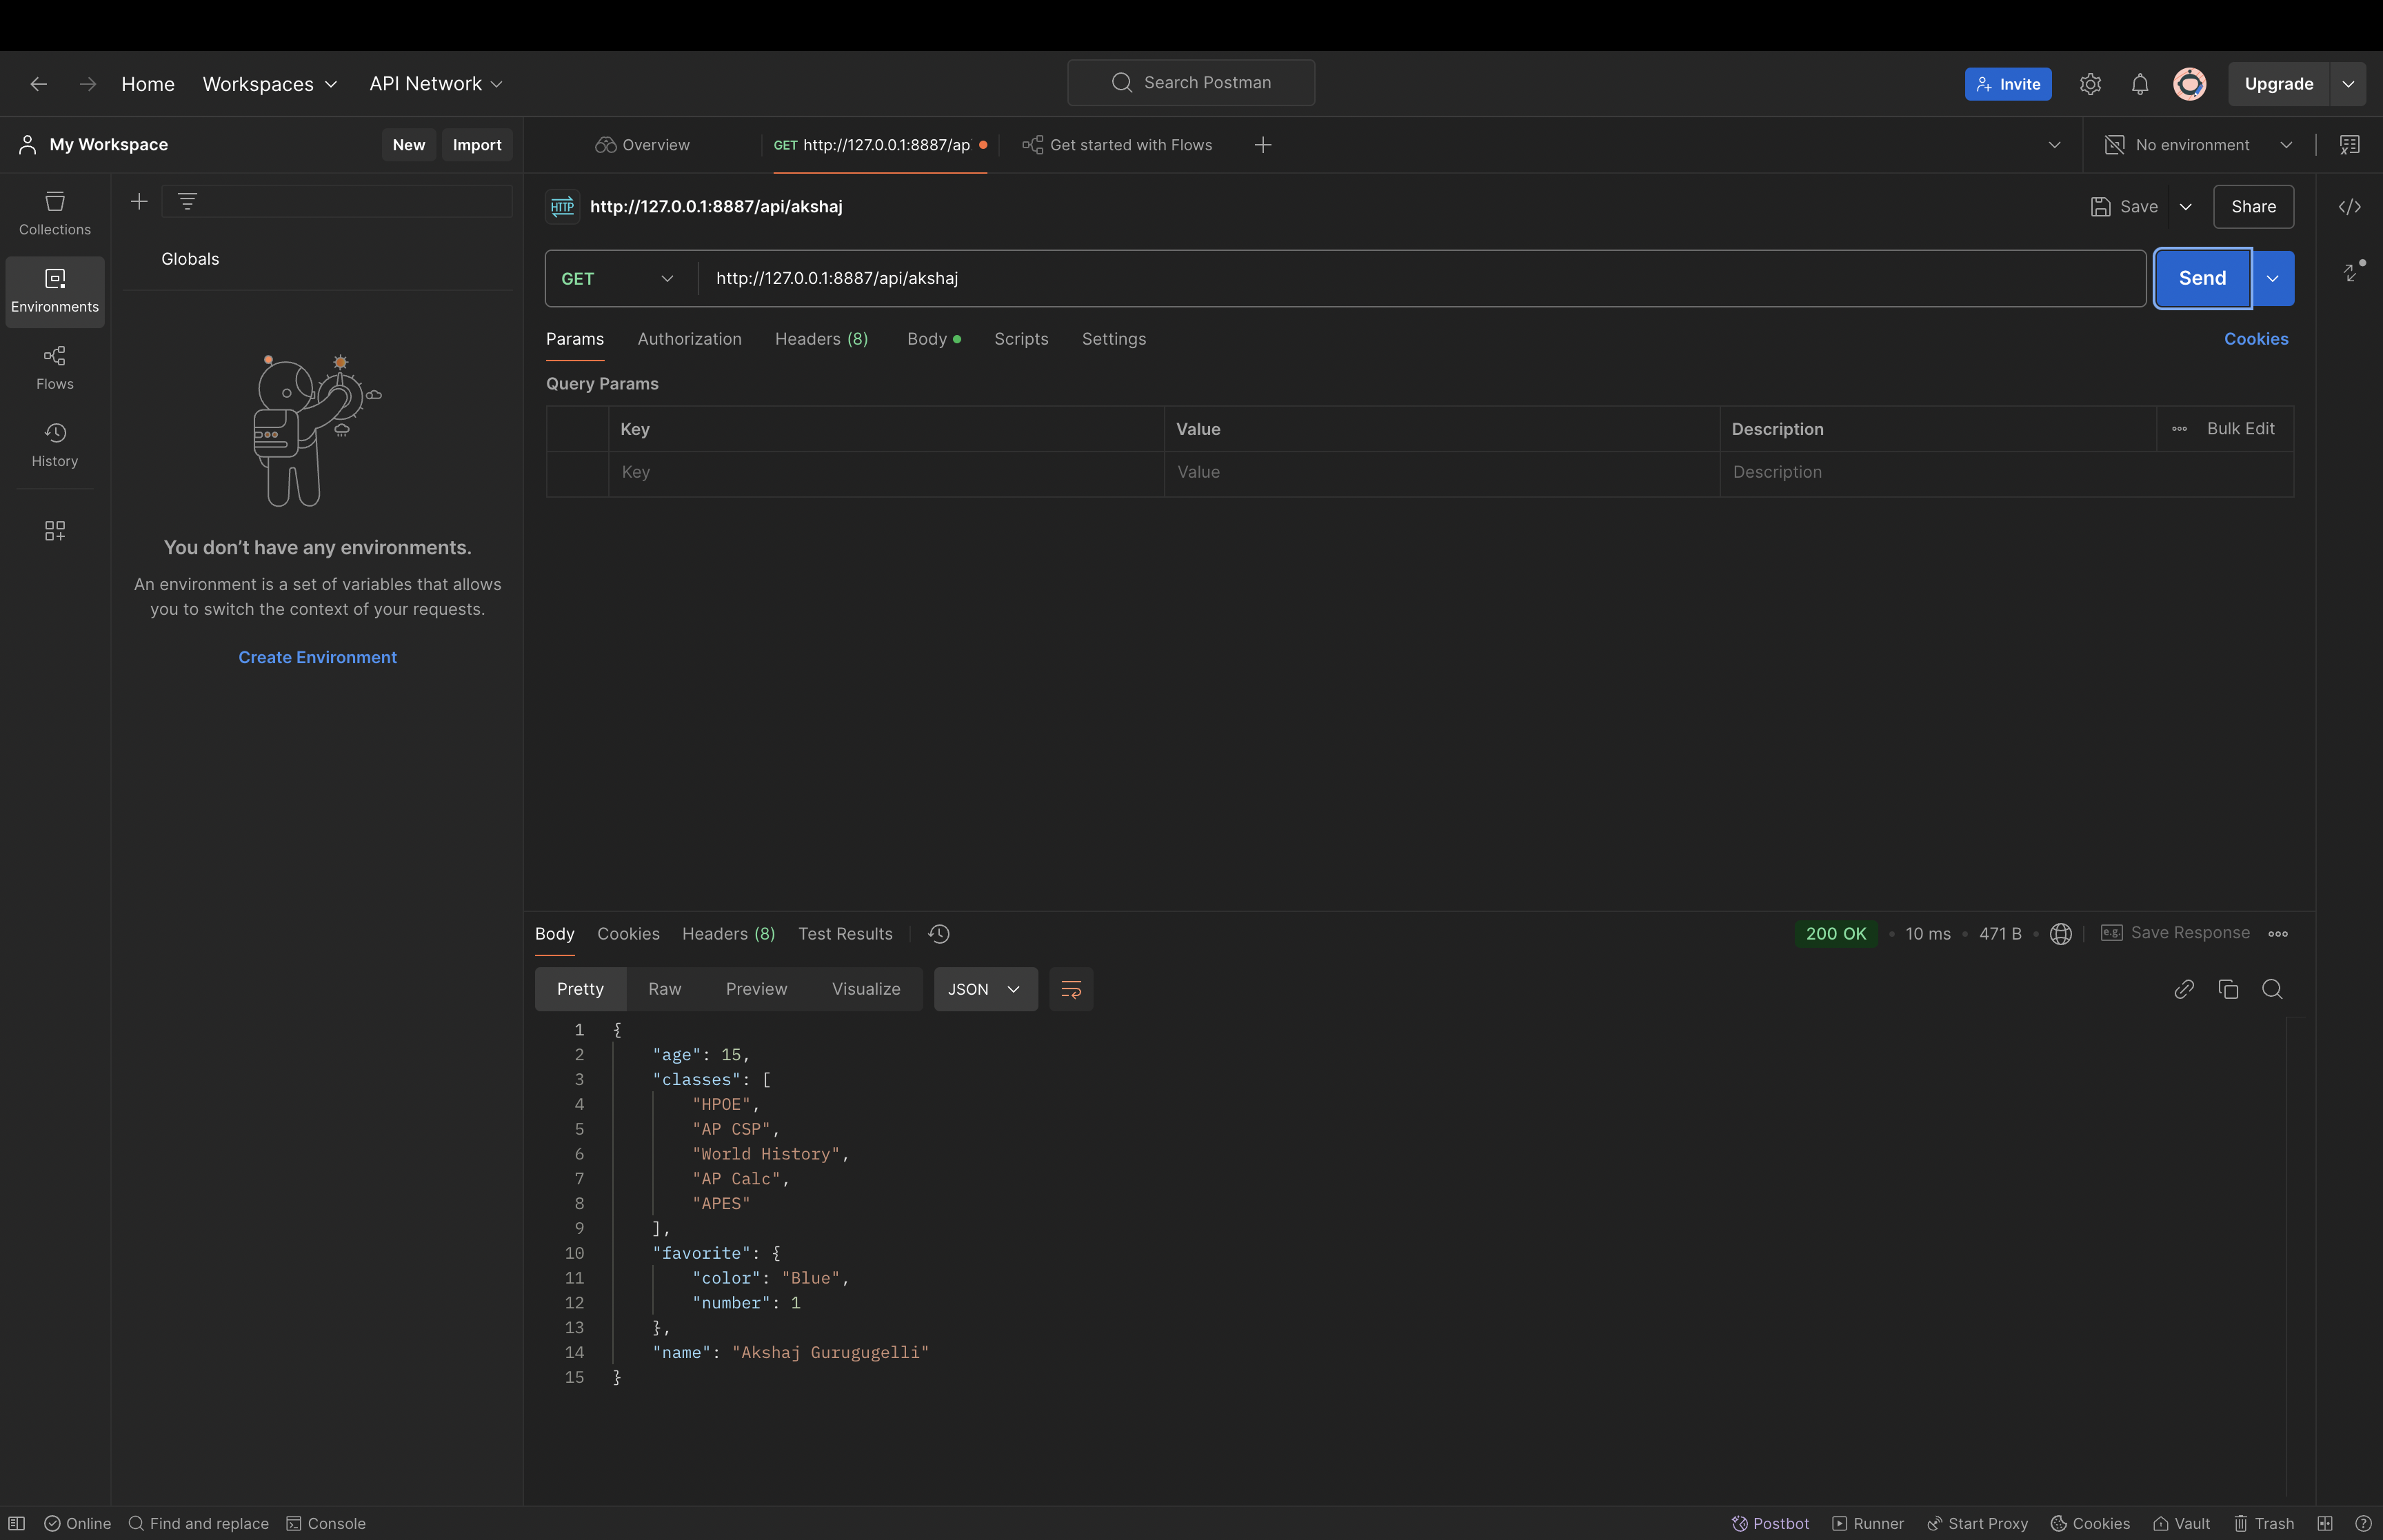 Home Workspaces API Network Search Postman Invite Upgrade
My Workspace New Import Overview GET http://127.0.0.1:8887/ap Get started with Flows No environment
Collections
Environments
Flows
History
Globals
You don’t have any environments.
An environment is a set of variables that allows
you to switch the context of your requests.
Create Environment
HTTP http://127.0.0.1:8887/api/akshaj Save Share
GET http://127.0.0.1:8887/api/akshaj Send
Params Authorization Headers (8) Body Scripts Settings Cookies
Query Params
Key Value Description Bulk Edit
Key Value Description
Body Cookies Headers (8) Test Results 200 OK 10 ms 471 B e.g. Save Response
Pretty Raw Preview Visualize JSON
1 {
2 "age": 15,
3 "classes": [
4 "HPOE",
5 "AP CSP",
6 "World History",
7 "AP Calc",
8 "APES"
9 ],
10 "favorite": {
11 "color": "Blue",
12 "number": 1
13 },
14 "name": "Akshaj Gurugugelli"
15 }
Online Find and replace Console Postbot Runner Start Proxy Cookies Vault Trash